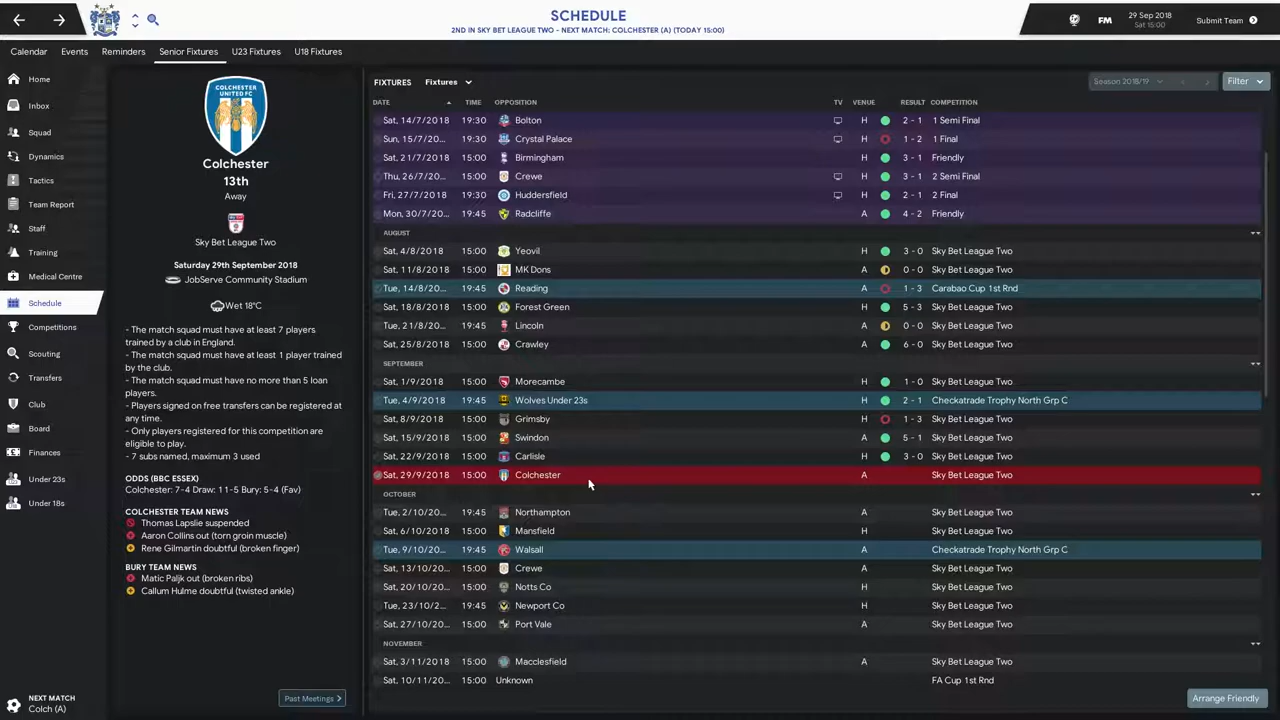 SCHEDULE
2ND IN SKY BET LEAGUE TWO - NEXT MATCH: COLCHESTER (A) (TODAY 15:00)
FM
29 Sep 2018
Sat 15:00
Submit Team
Calendar Events Reminders Senior Fixtures U23 Fixtures U18 Fixtures
Home
Inbox
Squad
Dynamics
Tactics
Team Report
Staff
Training
Medical Centre
Schedule
Competitions
Scouting
Transfers
Club
Board
Finances
Under 23s
Under 18s
NEXT MATCH
Colch (A)
COLCHESTER
UNITED FC
Colchester
13th
Away
Sky Bet League Two
Saturday 29th September 2018
JobServe Community Stadium
Wet 18°C
- The match squad must have at least 7 players
trained by a club in England.
- The match squad must have at least 1 player trained
by the club.
- The match squad must have no more than 5 loan
players.
- Players signed on free transfers can be registered at
any time.
- Only players registered for this competition are
eligible to play.
- 7 subs named, maximum 3 used
ODDS (BBC ESSEX)
Colchester: 7-4 Draw: 11-5 Bury: 5-4 (Fav)
COLCHESTER TEAM NEWS
Thomas Lapslie suspended
Aaron Collins out (torn groin muscle)
Rene Gilmartin doubtful (broken finger)
BURY TEAM NEWS
Matic Paljk out (broken ribs)
Callum Hulme doubtful (twisted ankle)
Past Meetings >
FIXTURES Fixtures Season 2018/19 Filter
DATE TIME OPPOSITION TV VENUE RESULT COMPETITION
Sat, 14/7/2018 19:30 Bolton H 2 - 1 1 Semi Final
Sun, 15/7/20... 19:30 Crystal Palace H 1 - 2 1 Final
Sat, 21/7/2018 15:00 Birmingham H 3 - 1 Friendly
Thu, 26/7/20... 15:00 Crewe H 3 - 1 2 Semi Final
Fri, 27/7/2018 19:30 Huddersfield H 2 - 1 2 Final
Mon, 30/7/20... 19:45 Radcliffe A 4 - 2 Friendly
AUGUST
Sat, 4/8/2018 15:00 Yeovil H 3 - 0 Sky Bet League Two
Sat, 11/8/2018 15:00 MK Dons A 0 - 0 Sky Bet League Two
Tue, 14/8/20... 19:45 Reading A 1 - 3 Carabao Cup 1st Rnd
Sat, 18/8/2018 15:00 Forest Green H 5 - 3 Sky Bet League Two
Tue, 21/8/20... 19:45 Lincoln A 0 - 0 Sky Bet League Two
Sat, 25/8/2018 15:00 Crawley A 6 - 0 Sky Bet League Two
SEPTEMBER
Sat, 1/9/2018 15:00 Morecambe H 1 - 0 Sky Bet League Two
Tue, 4/9/2018 19:45 Wolves Under 23s H 2 - 1 Checkatrade Trophy North Grp C
Sat, 8/9/2018 15:00 Grimsby H 1 - 3 Sky Bet League Two
Sat, 15/9/2018 15:00 Swindon A 5 - 1 Sky Bet League Two
Sat, 22/9/2018 15:00 Carlisle H 3 - 0 Sky Bet League Two
Sat, 29/9/2018 15:00 Colchester A Sky Bet League Two
OCTOBER
Tue, 2/10/20... 19:45 Northampton A Sky Bet League Two
Sat, 6/10/2018 15:00 Mansfield H Sky Bet League Two
Tue, 9/10/20... 19:45 Walsall A Checkatrade Trophy North Grp C
Sat, 13/10/20... 15:00 Crewe A Sky Bet League Two
Sat, 20/10/20... 15:00 Notts Co H Sky Bet League Two
Tue, 23/10/2... 19:45 Newport Co H Sky Bet League Two
Sat, 27/10/20... 15:00 Port Vale A Sky Bet League Two
NOVEMBER
Sat, 3/11/2018 15:00 Macclesfield A Sky Bet League Two
Sat, 10/11/20... 15:00 Unknown FA Cup 1st Rnd
Arrange Friendly